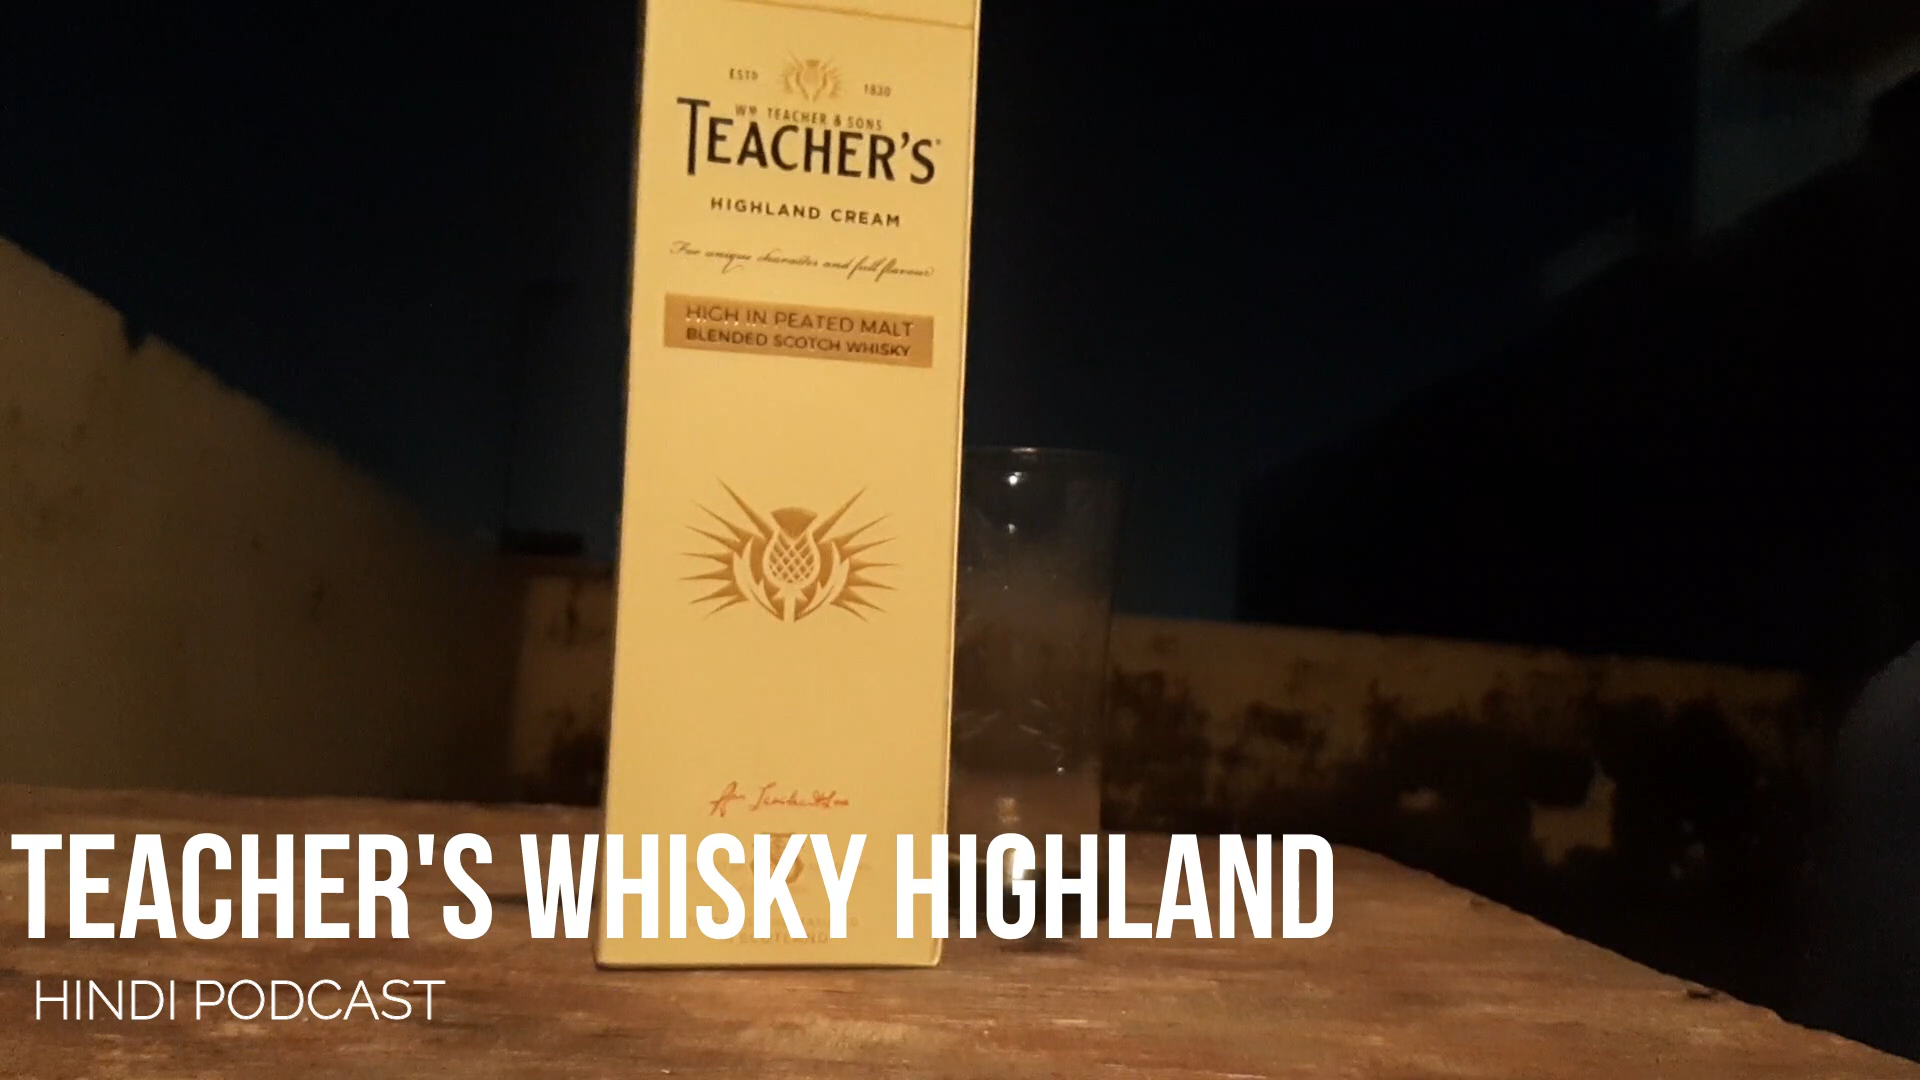 ESTD 1830
WM TEACHER & SONS
TEACHER'S
HIGHLAND CREAM
For unique character and full flavour
HIGH IN PEATED MALT
BLENDED SCOTCH WHISKY
TEACHER'S WHISKY HIGHLAND
SCOTLAND
HINDI PODCAST